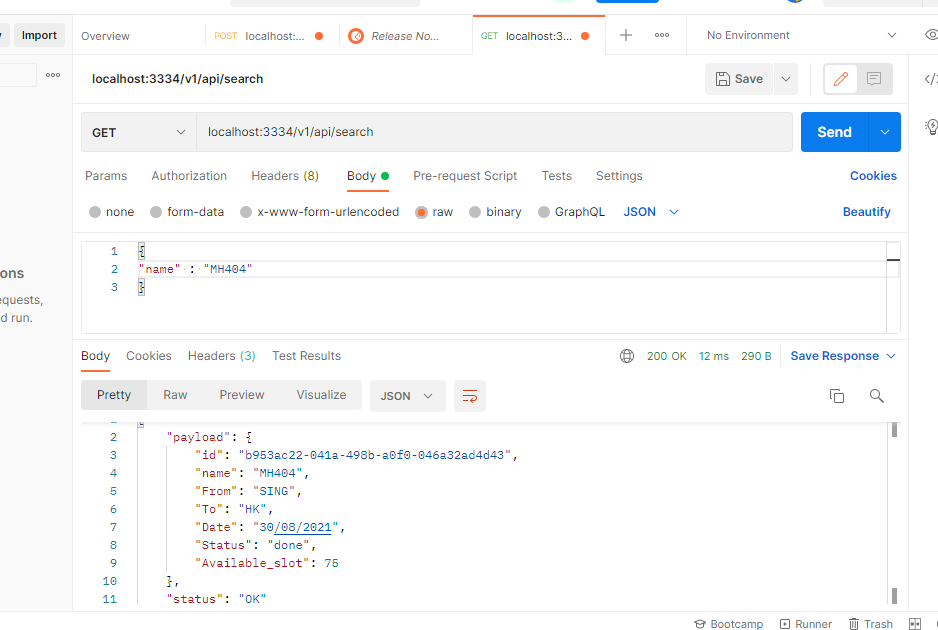 Import
Overview
POST localhost:...
Release No...
GET localhost:3...
No Environment
localhost:3334/v1/api/search
Save
GET
localhost:3334/v1/api/search
Send
Params Authorization Headers (8) Body Pre-request Script Tests Settings Cookies
none form-data x-www-form-urlencoded raw binary GraphQL JSON Beautify
1 {
2 "name" : "MH404"
3 }
ons
equests,
d run.
Body Cookies Headers (3) Test Results 200 OK 12 ms 290 B Save Response
Pretty Raw Preview Visualize JSON
2 "payload": {
3 "id": "b953ac22-041a-498b-a0f0-046a32ad4d43",
4 "name": "MH404",
5 "From": "SING",
6 "To": "HK",
7 "Date": "30/08/2021",
8 "Status": "done",
9 "Available_slot": 75
10 },
11 "status": "OK"
Bootcamp Runner Trash